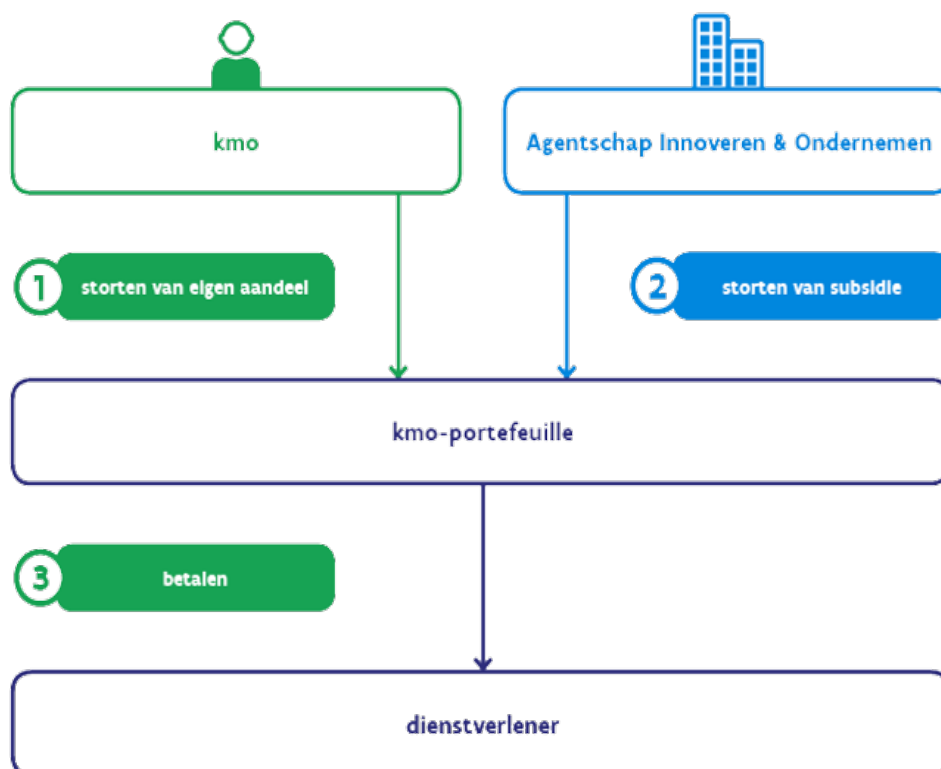 kmo
Agentschap Innoveren & Ondernemen
1 storten van eigen aandeel
2 storten van subsidie
kmo-portefeuille
3 betalen
dienstverlener